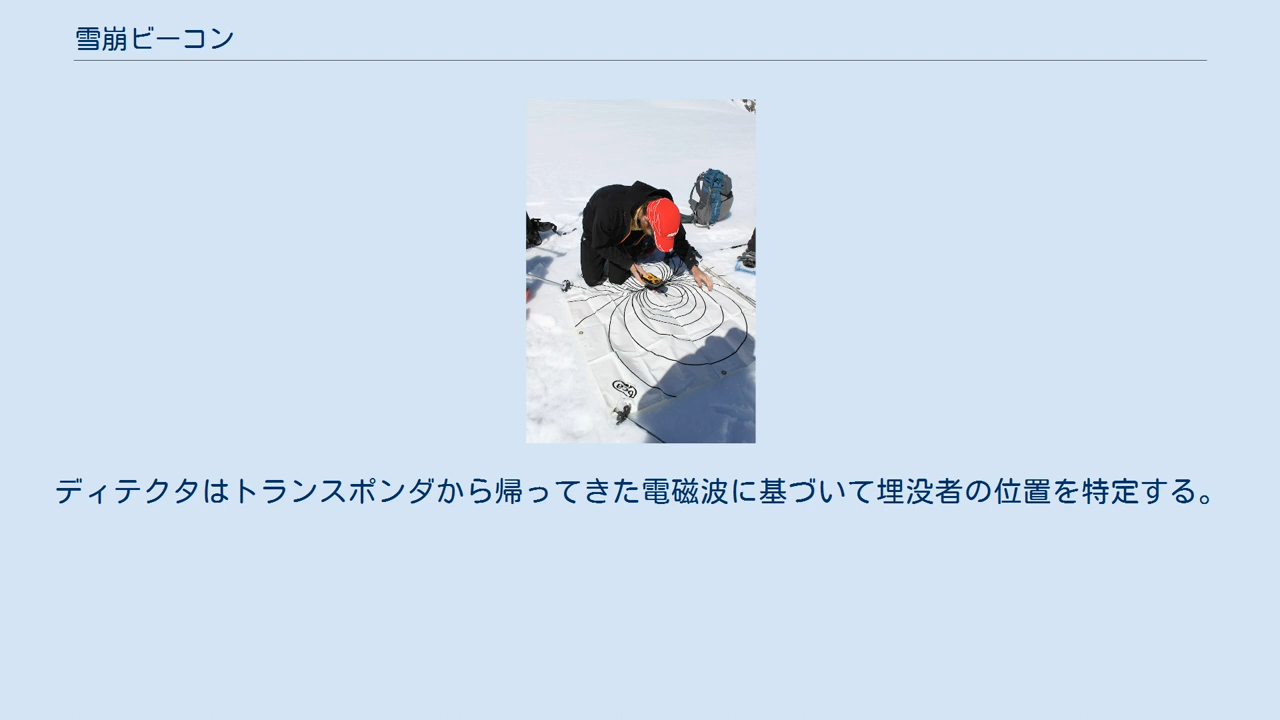 雪崩ビーコン
bca
ディテクタはトランスポンダから帰ってきた電磁波に基づいて埋没者の位置を特定する。